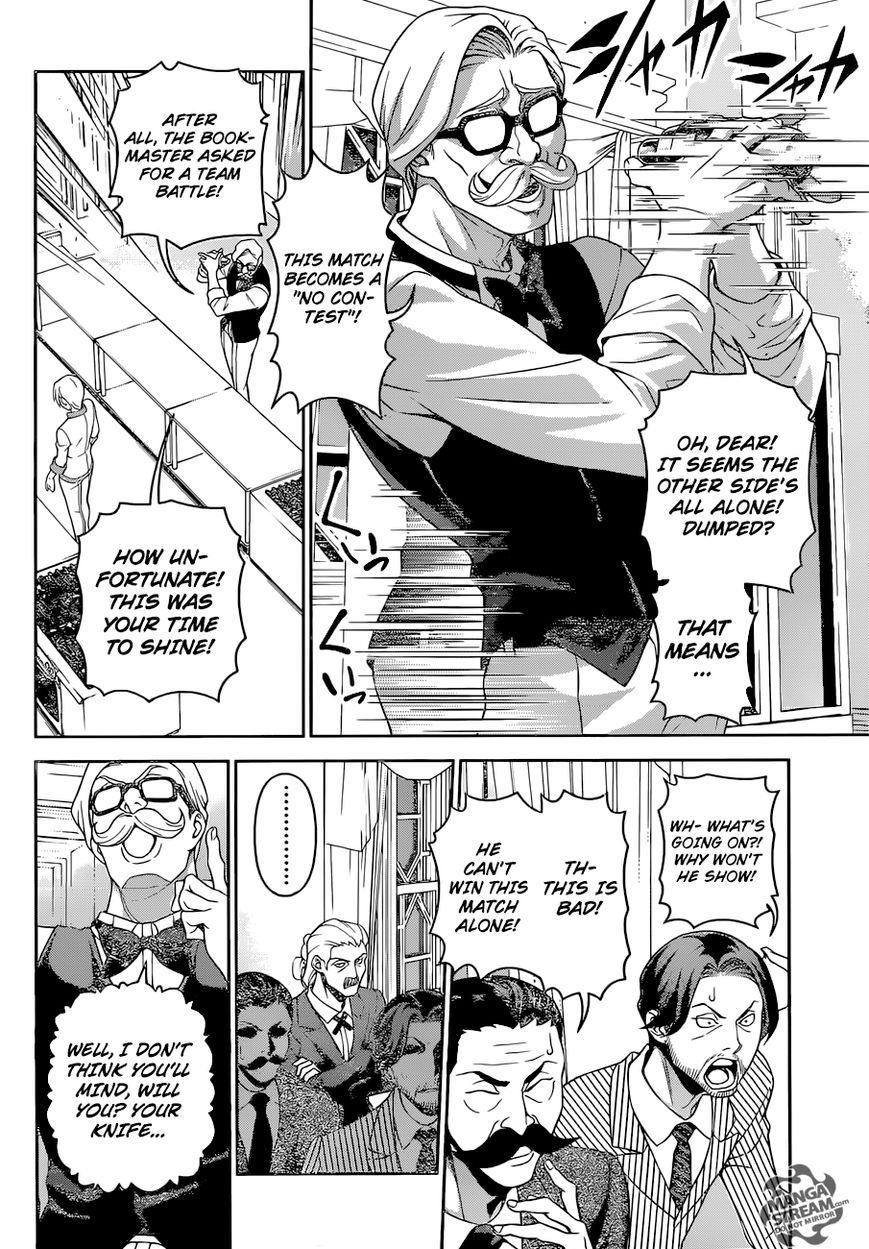 シャカ
シャカ
OH, DEAR!
IT SEEMS THE
OTHER SIDE'S
ALL ALONE!
DUMPED?
THAT
MEANS
...
くい
くい
THIS MATCH
BECOMES A
"NO CON-
TEST"!
AFTER
ALL, THE BOOK-
MASTER ASKED
FOR A TEAM
BATTLE!
HOW UN-
FORTUNATE!
THIS WAS
YOUR TIME
TO SHINE!
WH- WHAT'S
GOING ON?!
WHY WON'T
HE SHOW!
TH-
THIS IS
BAD!
HE
CAN'T
WIN THIS
MATCH
ALONE!
.........
WELL, I DON'T
THINK YOU'LL
MIND, WILL
YOU? YOUR
KNIFE...
MANGA
STREAM.com
DO NOT MIRROR